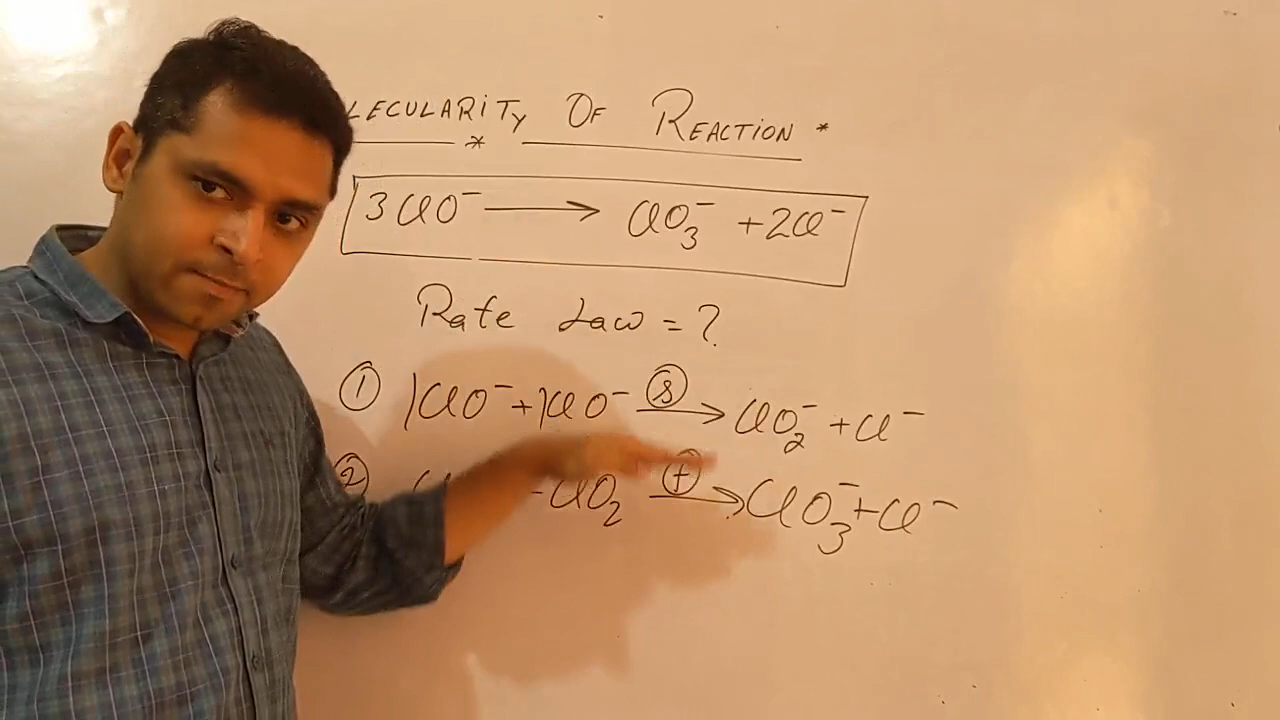 LECULARITY OF REACTION *
*
3ClO⁻ ⟶ ClO₃⁻ + 2Cl⁻
Rate Law = ?
① 1ClO⁻ + 1ClO⁻ ⟶ⓢ ClO₂⁻ + Cl⁻
② - ClO₂ ⟶ⓕ ClO₃⁻ + Cl⁻